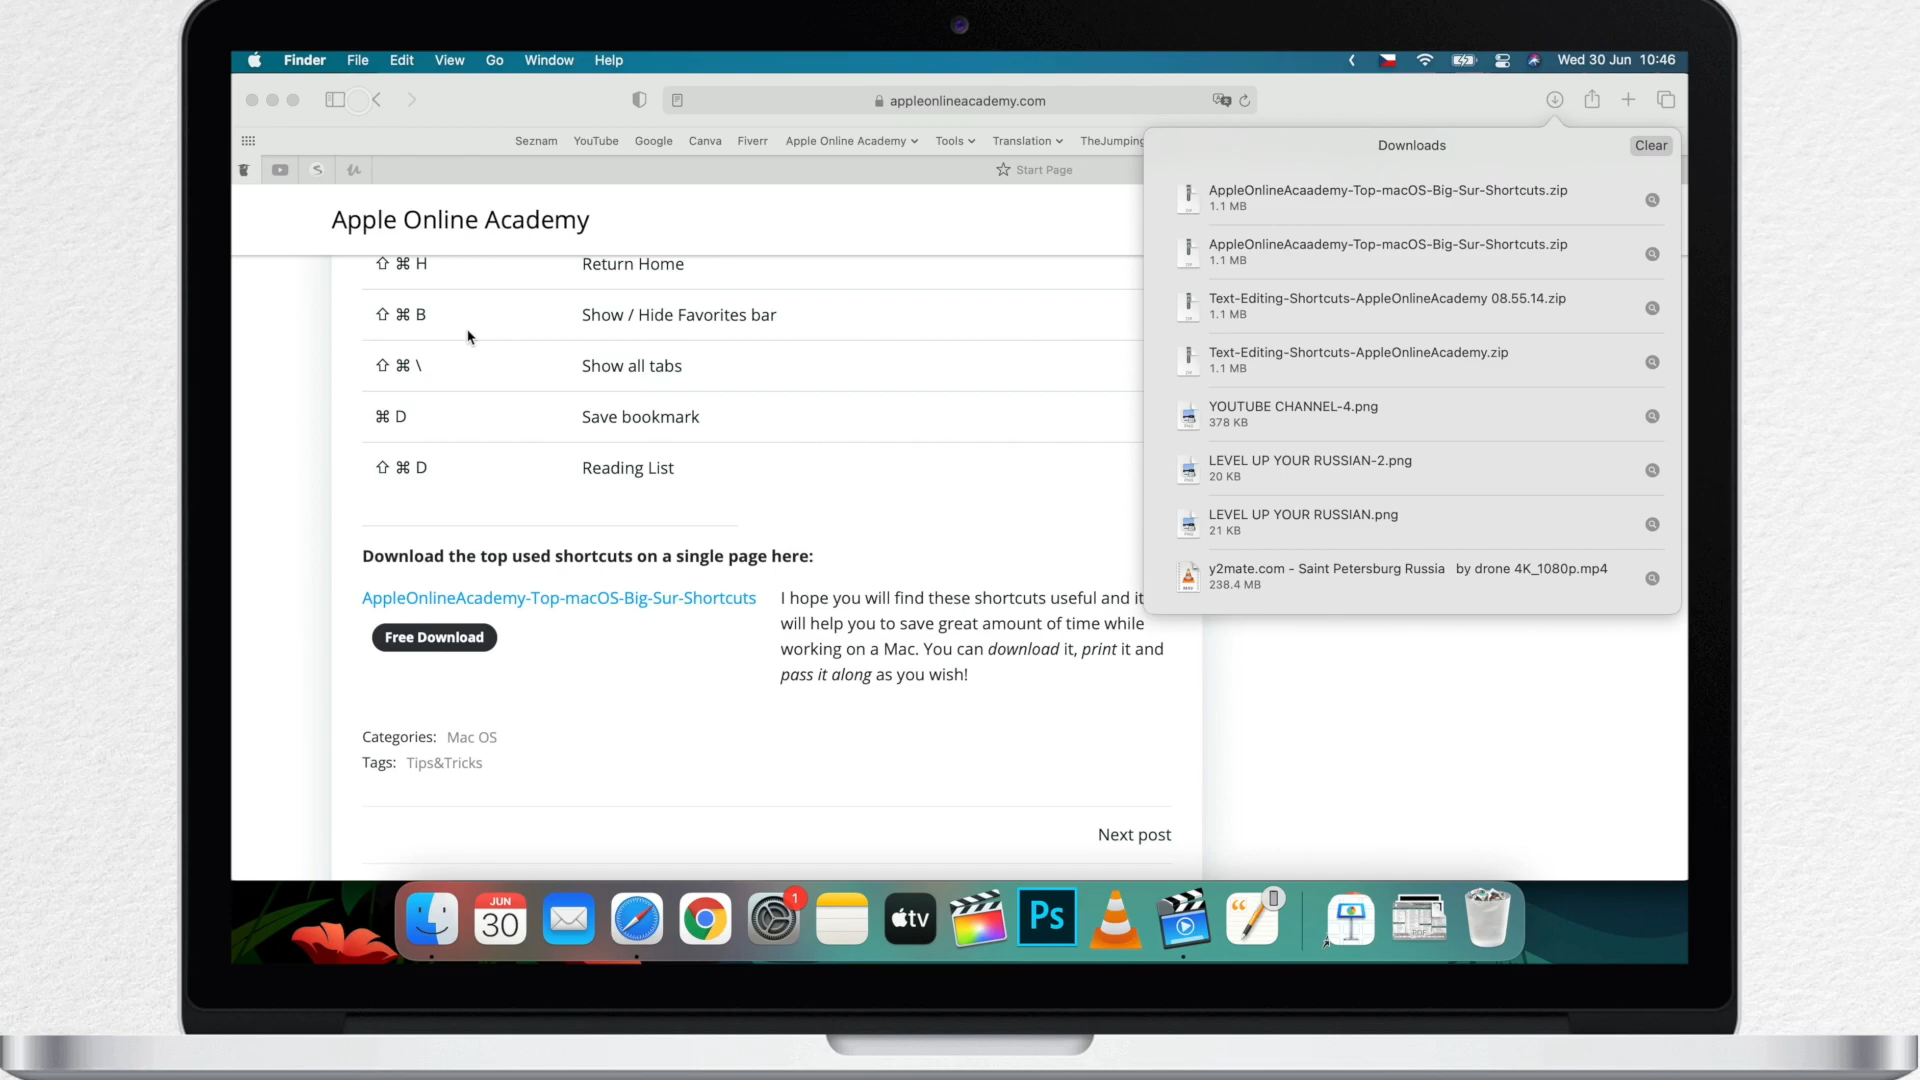 Finder File Edit View Go Window Help
Wed 30 Jun 10:46
appleonlineacademy.com
Seznam YouTube Google Canva Fiverr Apple Online Academy Tools Translation TheJumping
Start Page
Apple Online Academy
⇧ ⌘ H Return Home
⇧ ⌘ B Show / Hide Favorites bar
⇧ ⌘ \ Show all tabs
⌘ D Save bookmark
⇧ ⌘ D Reading List
Download the top used shortcuts on a single page here:
AppleOnlineAcademy-Top-macOS-Big-Sur-Shortcuts
Free Download
I hope you will find these shortcuts useful and it
will help you to save great amount of time while
working on a Mac. You can download it, print it and
pass it along as you wish!
Categories: Mac OS
Tags: Tips&Tricks
Next post
Downloads
Clear
AppleOnlineAcaademy-Top-macOS-Big-Sur-Shortcuts.zip
1.1 MB
AppleOnlineAcaademy-Top-macOS-Big-Sur-Shortcuts.zip
1.1 MB
Text-Editing-Shortcuts-AppleOnlineAcademy 08.55.14.zip
1.1 MB
Text-Editing-Shortcuts-AppleOnlineAcademy.zip
1.1 MB
YOUTUBE CHANNEL-4.png
378 KB
LEVEL UP YOUR RUSSIAN-2.png
20 KB
LEVEL UP YOUR RUSSIAN.png
21 KB
y2mate.com - Saint Petersburg Russia by drone 4K_1080p.mp4
238.4 MB
JUN
30
1
tv
Ps
PDF